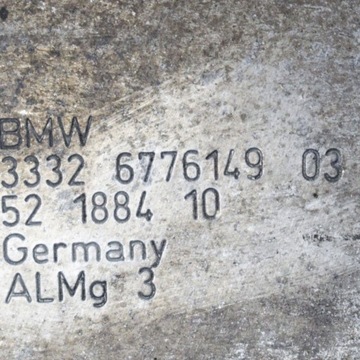 BMW
3332 6776149 03
52 1884 10
Germany
ALMg 3